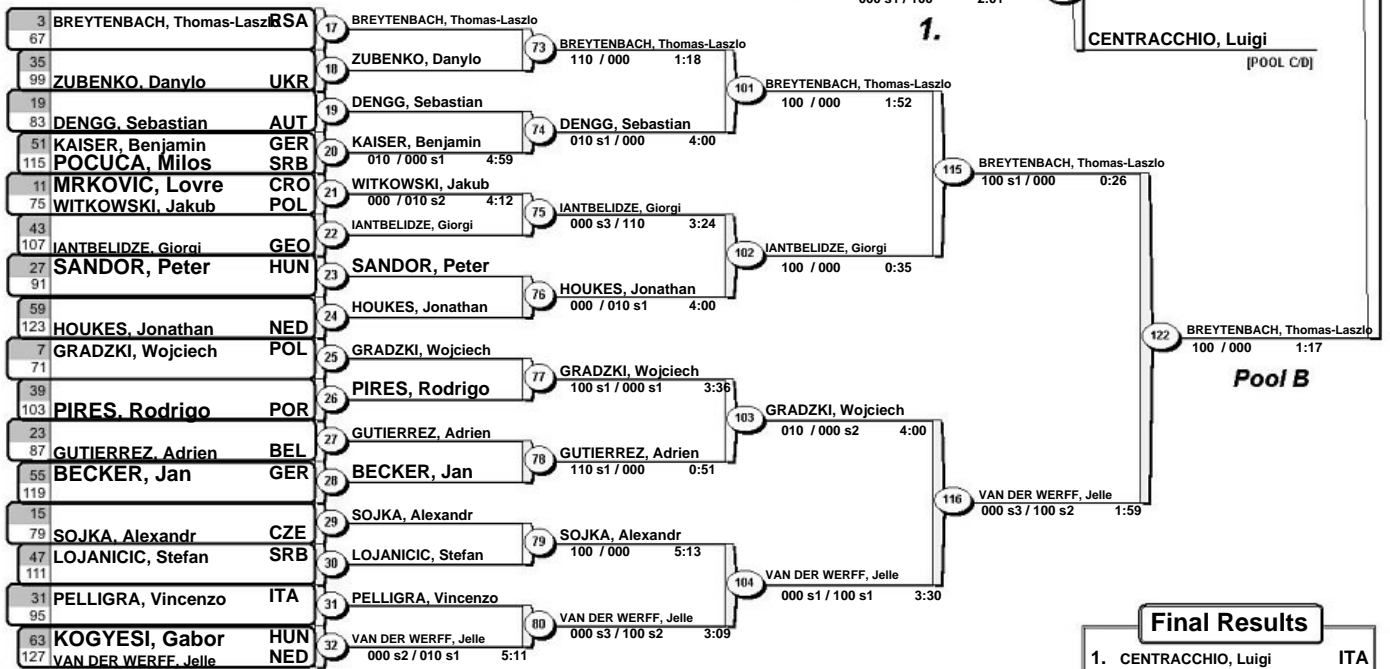 000 s1 / 100 2:01
1.
CENTRACCHIO, Luigi
[POOL C/D]
3 BREYTENBACH, Thomas-Laszlo RSA
67
35
99 ZUBENKO, Danylo UKR
19
83 DENGG, Sebastian AUT
51 KAISER, Benjamin GER
115 POCUCA, Milos SRB
11 MRKOVIC, Lovre CRO
75 WITKOWSKI, Jakub POL
43
107 IANTBELIDZE, Giorgi GEO
27 SANDOR, Peter HUN
91
59
123 HOUKES, Jonathan NED
7 GRADZKI, Wojciech POL
71
39
103 PIRES, Rodrigo POR
23
87 GUTIERREZ, Adrien BEL
55 BECKER, Jan GER
119
15
79 SOJKA, Alexandr CZE
47 LOJANICIC, Stefan SRB
111
31 PELLIGRA, Vincenzo ITA
95
63 KOGYESI, Gabor HUN
127 VAN DER WERFF, Jelle NED
17 BREYTENBACH, Thomas-Laszlo
18 ZUBENKO, Danylo
19 DENGG, Sebastian
20 KAISER, Benjamin
010 / 000 s1 4:59
21 WITKOWSKI, Jakub
000 / 010 s2 4:12
22 IANTBELIDZE, Giorgi
23 SANDOR, Peter
24 HOUKES, Jonathan
25 GRADZKI, Wojciech
26 PIRES, Rodrigo
27 GUTIERREZ, Adrien
28 BECKER, Jan
29 SOJKA, Alexandr
30 LOJANICIC, Stefan
31 PELLIGRA, Vincenzo
32 VAN DER WERFF, Jelle
000 s2 / 010 s1 5:11
73 BREYTENBACH, Thomas-Laszlo
110 / 000 1:18
74 DENGG, Sebastian
010 s1 / 000 4:00
75 IANTBELIDZE, Giorgi
000 s3 / 110 3:24
76 HOUKES, Jonathan
000 / 010 s1 4:00
77 GRADZKI, Wojciech
100 s1 / 000 s1 3:36
78 GUTIERREZ, Adrien
110 s1 / 000 0:51
79 SOJKA, Alexandr
100 / 000 5:13
80 VAN DER WERFF, Jelle
000 s3 / 100 s2 3:09
101 BREYTENBACH, Thomas-Laszlo
100 / 000 1:52
102 IANTBELIDZE, Giorgi
100 / 000 0:35
103 GRADZKI, Wojciech
010 / 000 s2 4:00
104 VAN DER WERFF, Jelle
000 s1 / 100 s1 3:30
115 BREYTENBACH, Thomas-Laszlo
100 s1 / 000 0:26
116 VAN DER WERFF, Jelle
000 s3 / 100 s2 1:59
122 BREYTENBACH, Thomas-Laszlo
100 / 000 1:17
Pool B
Final Results
1. CENTRACCHIO, Luigi ITA